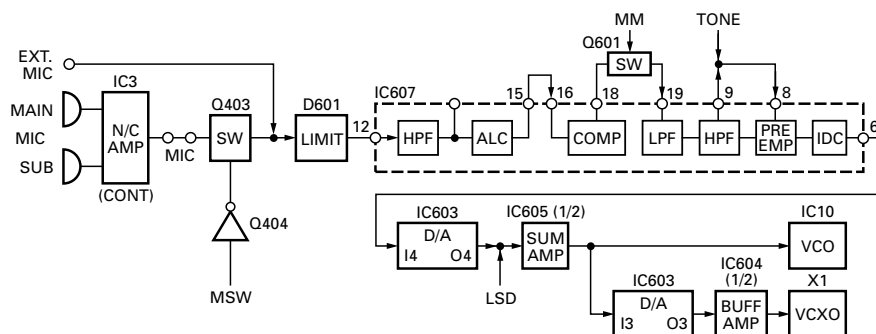 MM
TONE
Q601
EXT.
MIC
IC3
SW
15
16
18
19
9
8
MAIN
Q403
D601
IC607
MIC
N/C
AMP
SW
LIMIT
12
HPF
ALC
COMP
LPF
HPF
PRE
EMP
IDC
6
SUB
MIC
(CONT)
Q404
IC603
IC605 (1/2)
IC10
D/A
I4
O4
SUM
AMP
VCO
MSW
LSD
IC603
IC604
(1/2)
X1
D/A
I3
O3
BUFF
AMP
VCXO